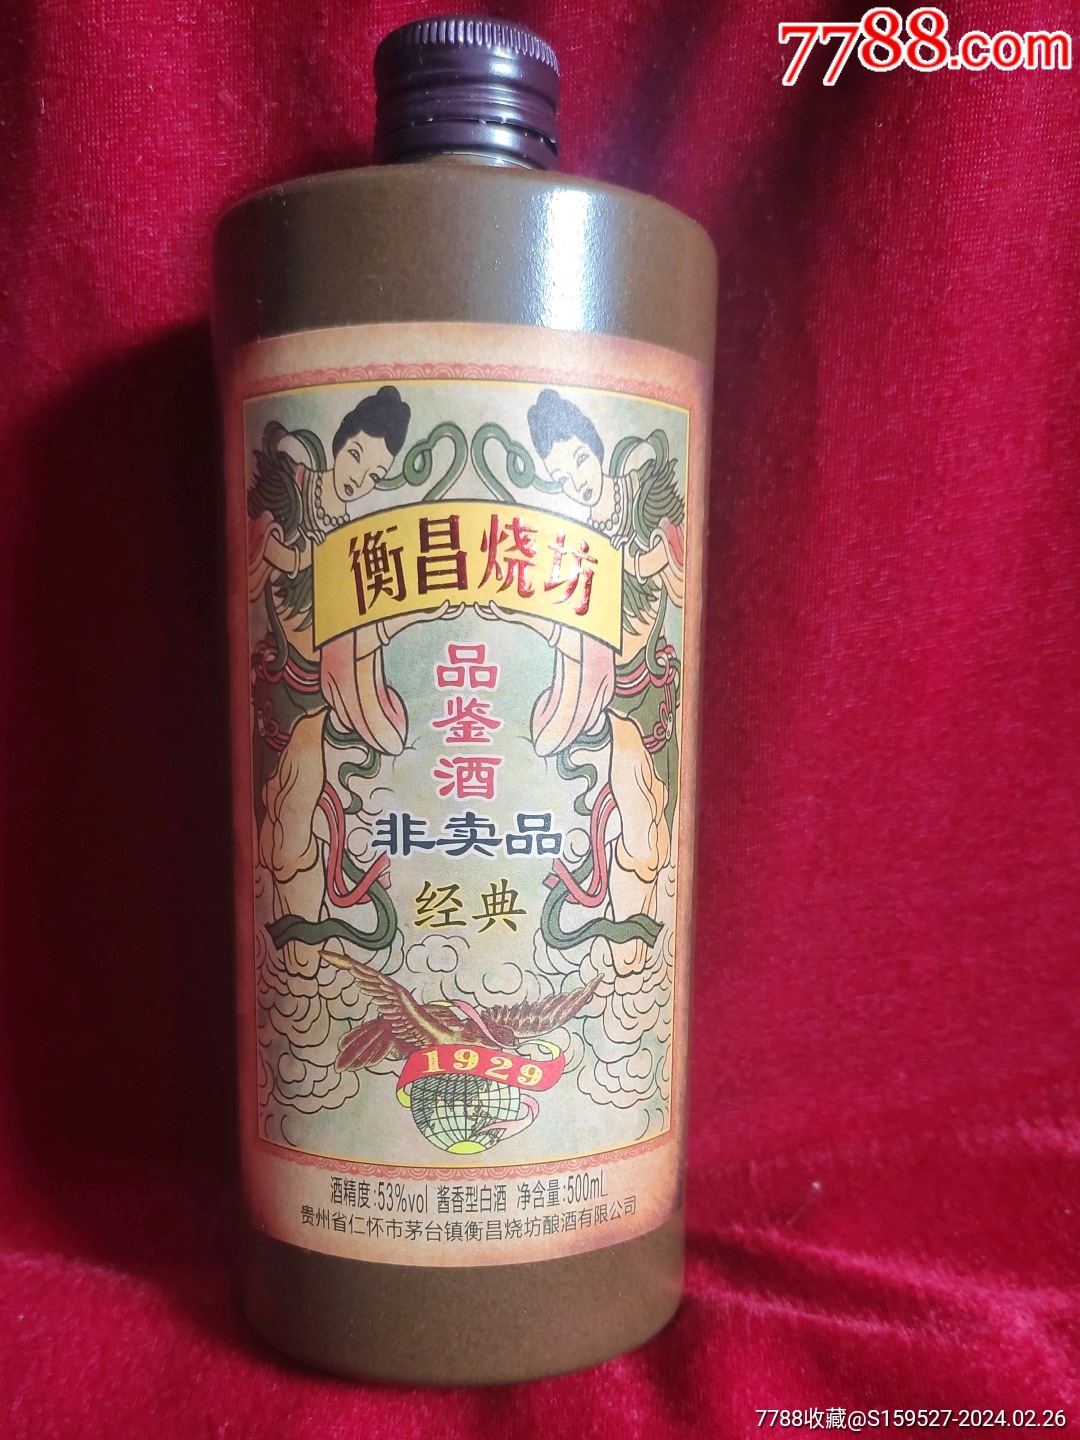 7788.com
衡昌烧坊
品鉴酒
非卖品
经典
1929
酒精度:53%vol 酱香型白酒 净含量:500mL
贵州省仁怀市茅台镇衡昌烧坊酿酒有限公司
7788收藏@S159527-2024.02.26